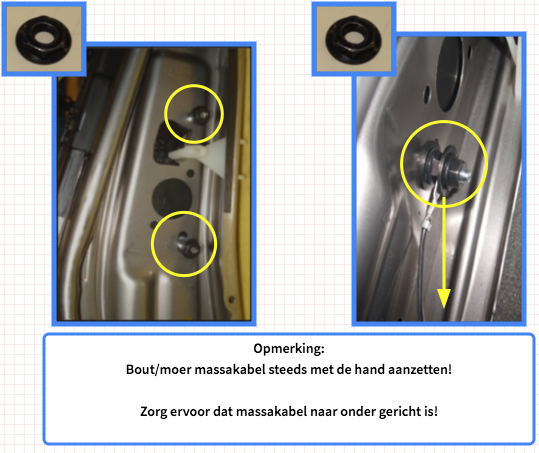 Opmerking:
Bout/moer massakabel steeds met de hand aanzetten!
Zorg ervoor dat massakabel naar onder gericht is!